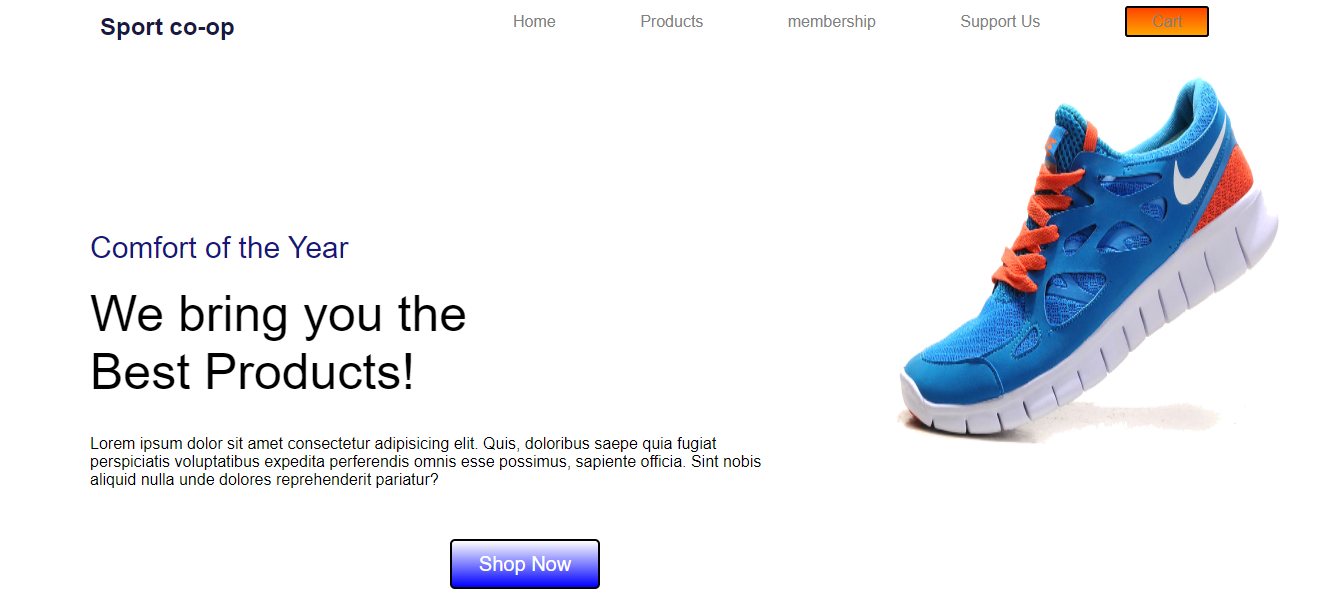 Sport co-op
Home Products membership Support Us Cart
Comfort of the Year
We bring you the
Best Products!
Lorem ipsum dolor sit amet consectetur adipisicing elit. Quis, doloribus saepe quia fugiat
perspiciatis voluptatibus expedita perferendis omnis esse possimus, sapiente officia. Sint nobis
aliquid nulla unde dolores reprehenderit pariatur?
Shop Now